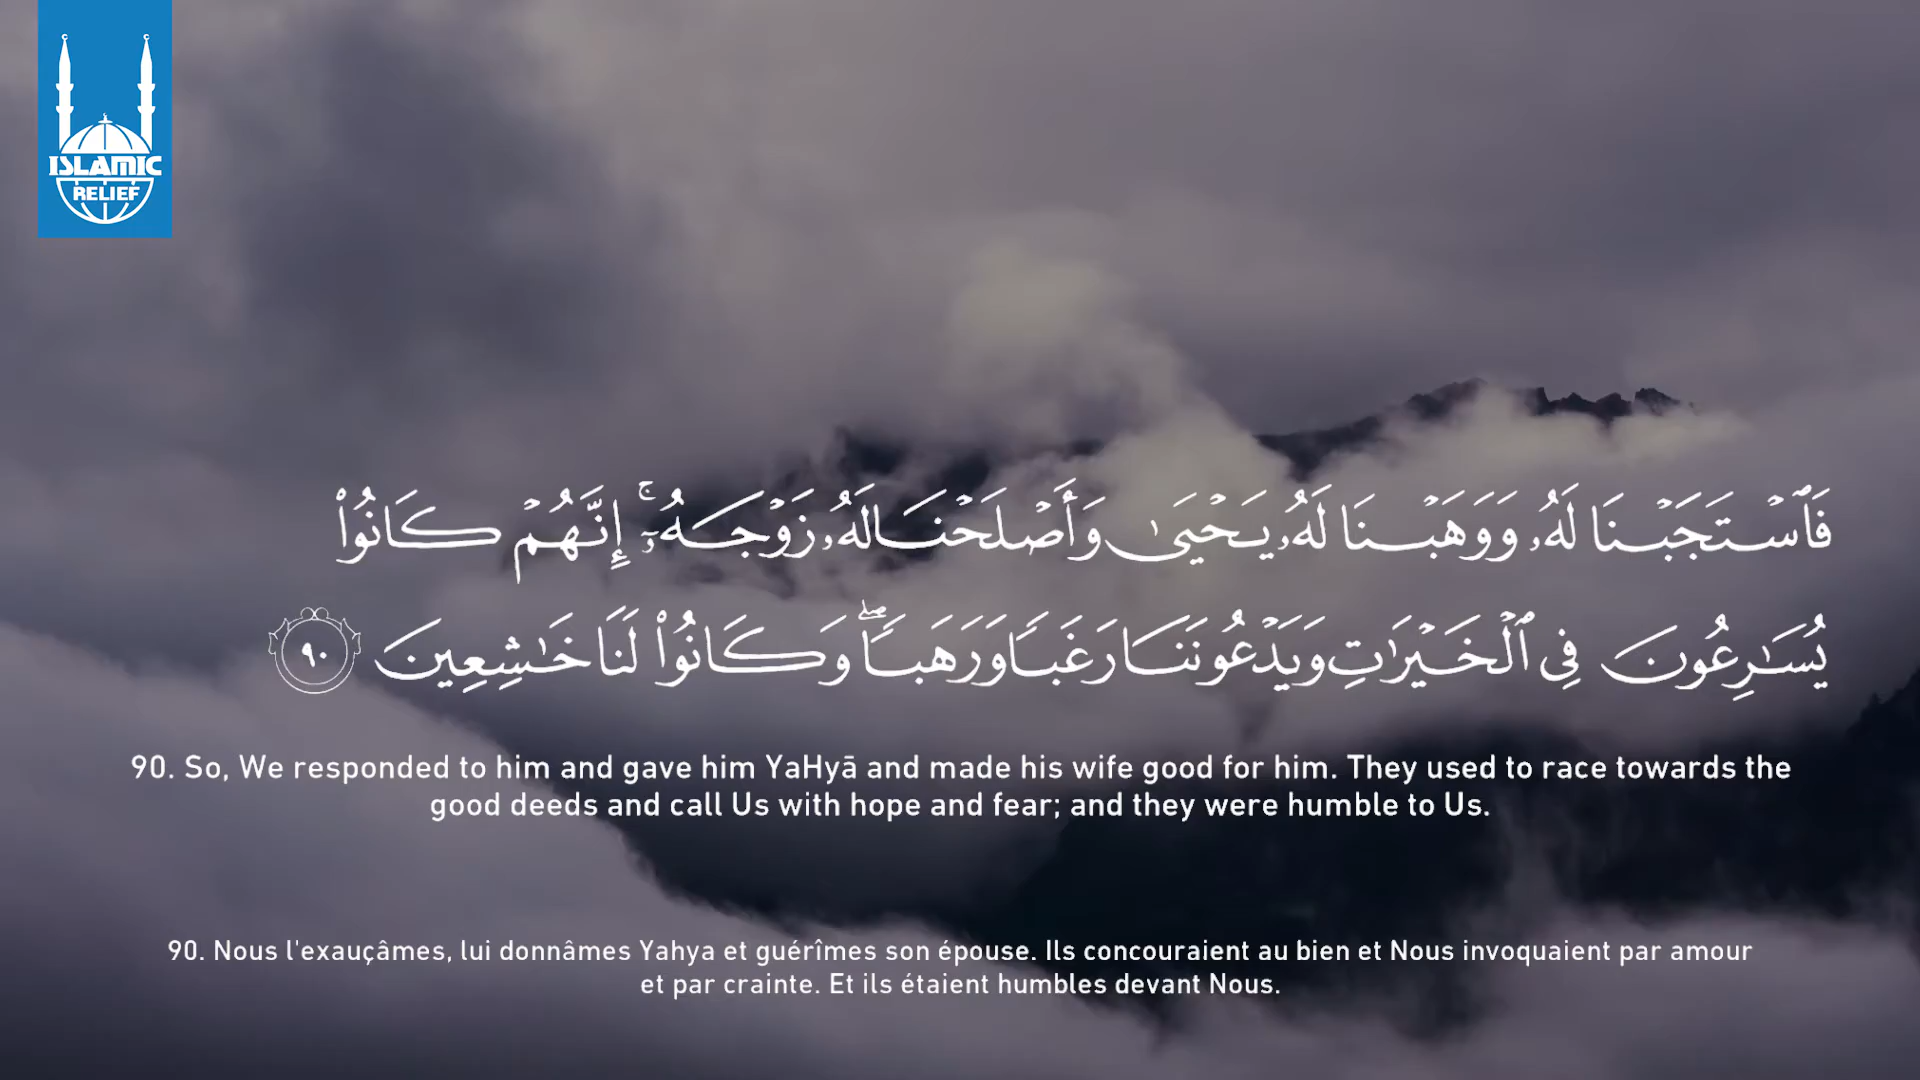 ISLAMIC
RELIEF
فَٱسْتَجَبْنَا لَهُۥ وَوَهَبْنَا لَهُۥ يَحْيَىٰ وَأَصْلَحْنَا لَهُۥ زَوْجَهُۥٓ ۚ إِنَّهُمْ كَانُوا۟
يُسَـٰرِعُونَ فِى ٱلْخَيْرَٰتِ وَيَدْعُونَنَا رَغَبًا وَرَهَبًا ۖ وَكَانُوا۟ لَنَا خَـٰشِعِينَ ٩٠
90. So, We responded to him and gave him YaHyā and made his wife good for him. They used to race towards the
good deeds and call Us with hope and fear; and they were humble to Us.
90. Nous l'exauçâmes, lui donnâmes Yahya et guérîmes son épouse. Ils concouraient au bien et Nous invoquaient par amour
et par crainte. Et ils étaient humbles devant Nous.